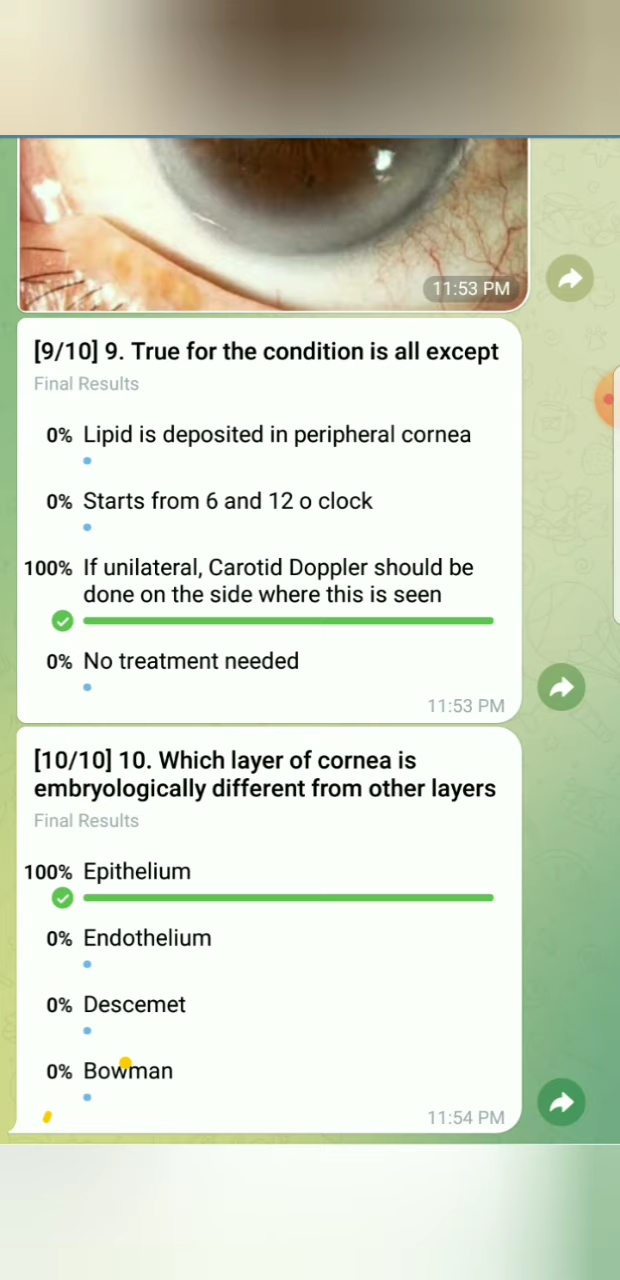 11:53 PM
[9/10] 9. True for the condition is all except
Final Results
0% Lipid is deposited in peripheral cornea
0% Starts from 6 and 12 o clock
100% If unilateral, Carotid Doppler should be
done on the side where this is seen
0% No treatment needed
11:53 PM
[10/10] 10. Which layer of cornea is
embryologically different from other layers
Final Results
100% Epithelium
0% Endothelium
0% Descemet
0% Bowman
11:54 PM